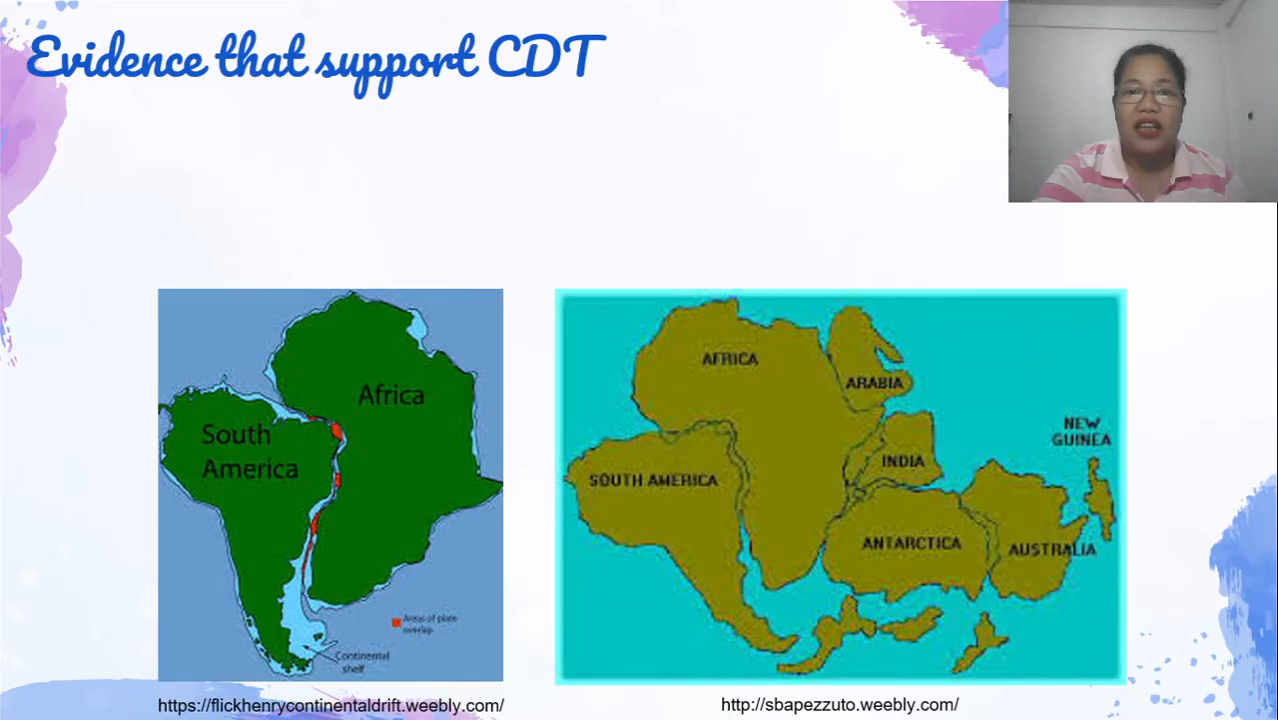 Evidence that support CDT
Africa
South
America
Areas of plate
overlap
Continental
shelf
https://flickhenrycontinentaldrift.weebly.com/
AFRICA
ARABIA
NEW
GUINEA
INDIA
SOUTH AMERICA
ANTARCTICA
AUSTRALIA
http://sbapezzuto.weebly.com/